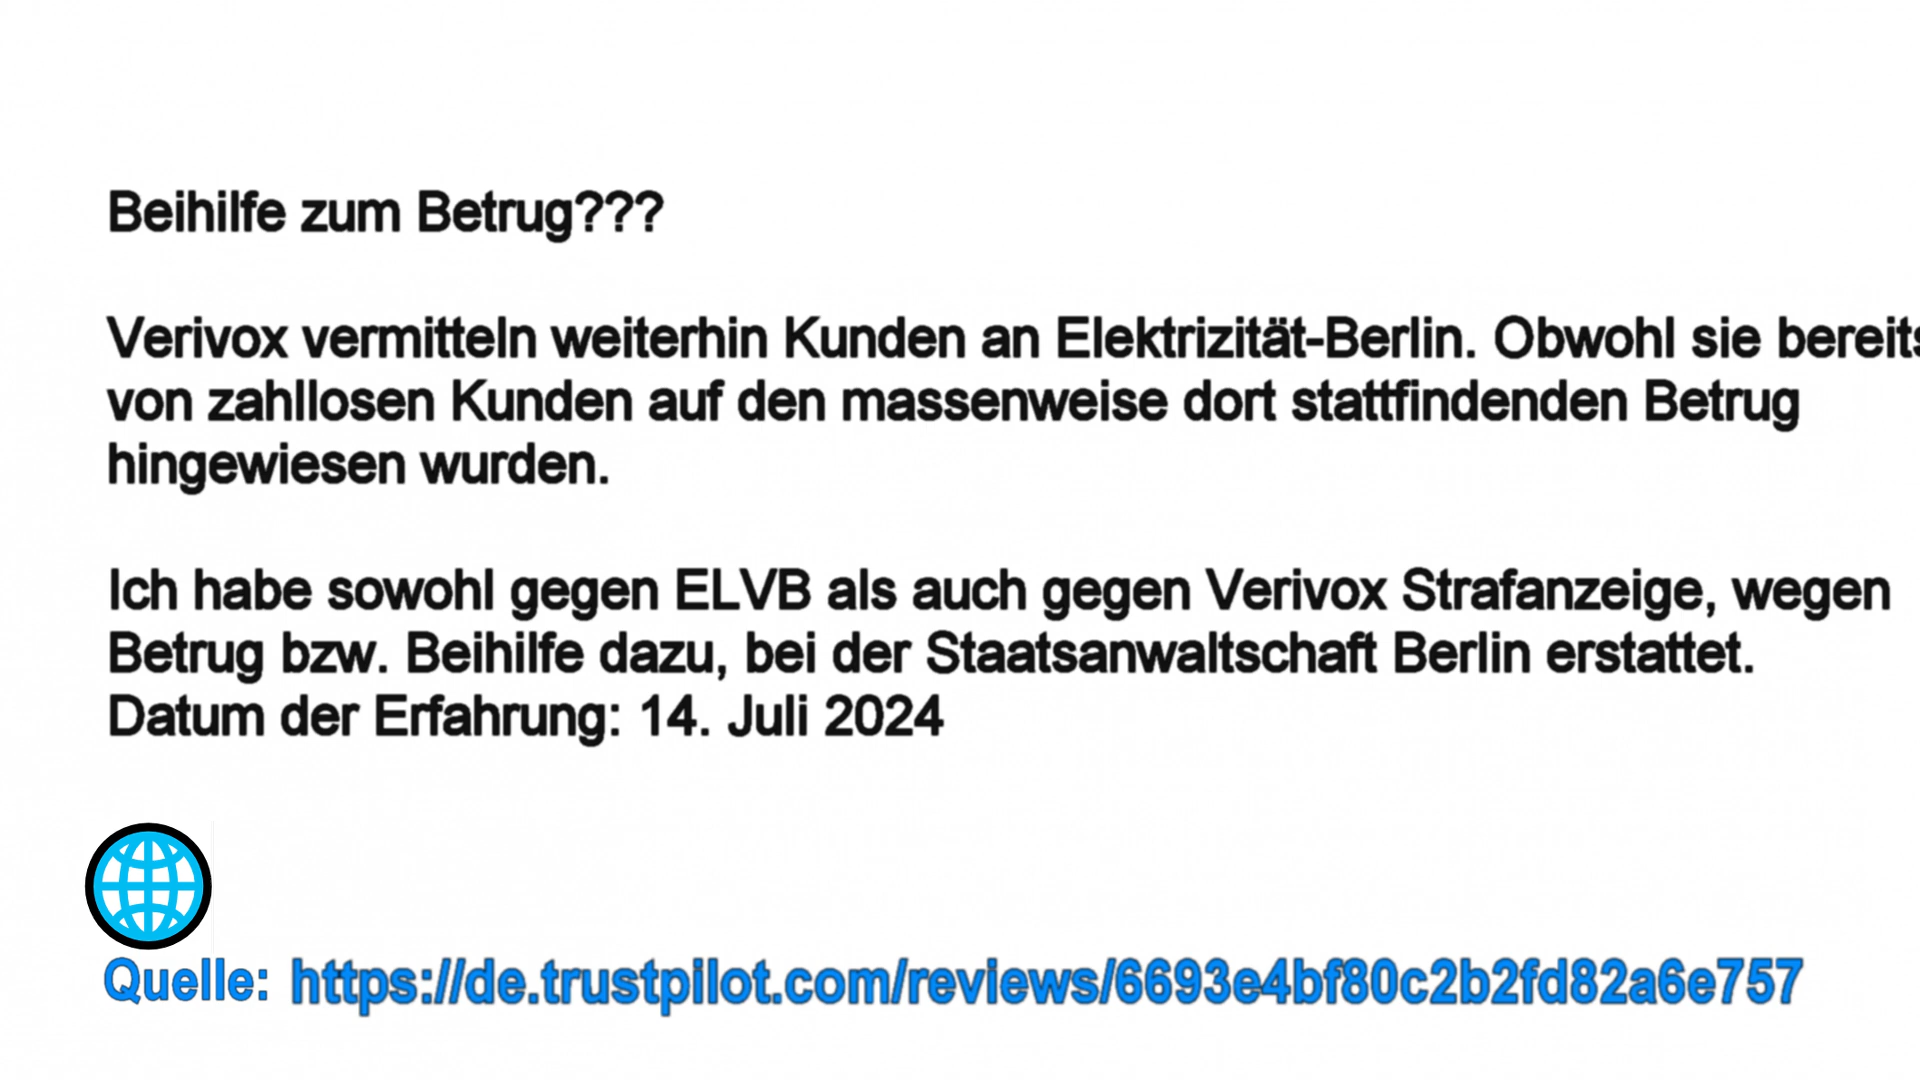 Beihilfe zum Betrug???
Verivox vermitteln weiterhin Kunden an Elektrizität-Berlin. Obwohl sie bereits
von zahllosen Kunden auf den massenweise dort stattfindenden Betrug
hingewiesen wurden.
Ich habe sowohl gegen ELVB als auch gegen Verivox Strafanzeige, wegen
Betrug bzw. Beihilfe dazu, bei der Staatsanwaltschaft Berlin erstattet.
Datum der Erfahrung: 14. Juli 2024
Quelle: https://de.trustpilot.com/reviews/6693e4bf80c2b2fd82a6e757